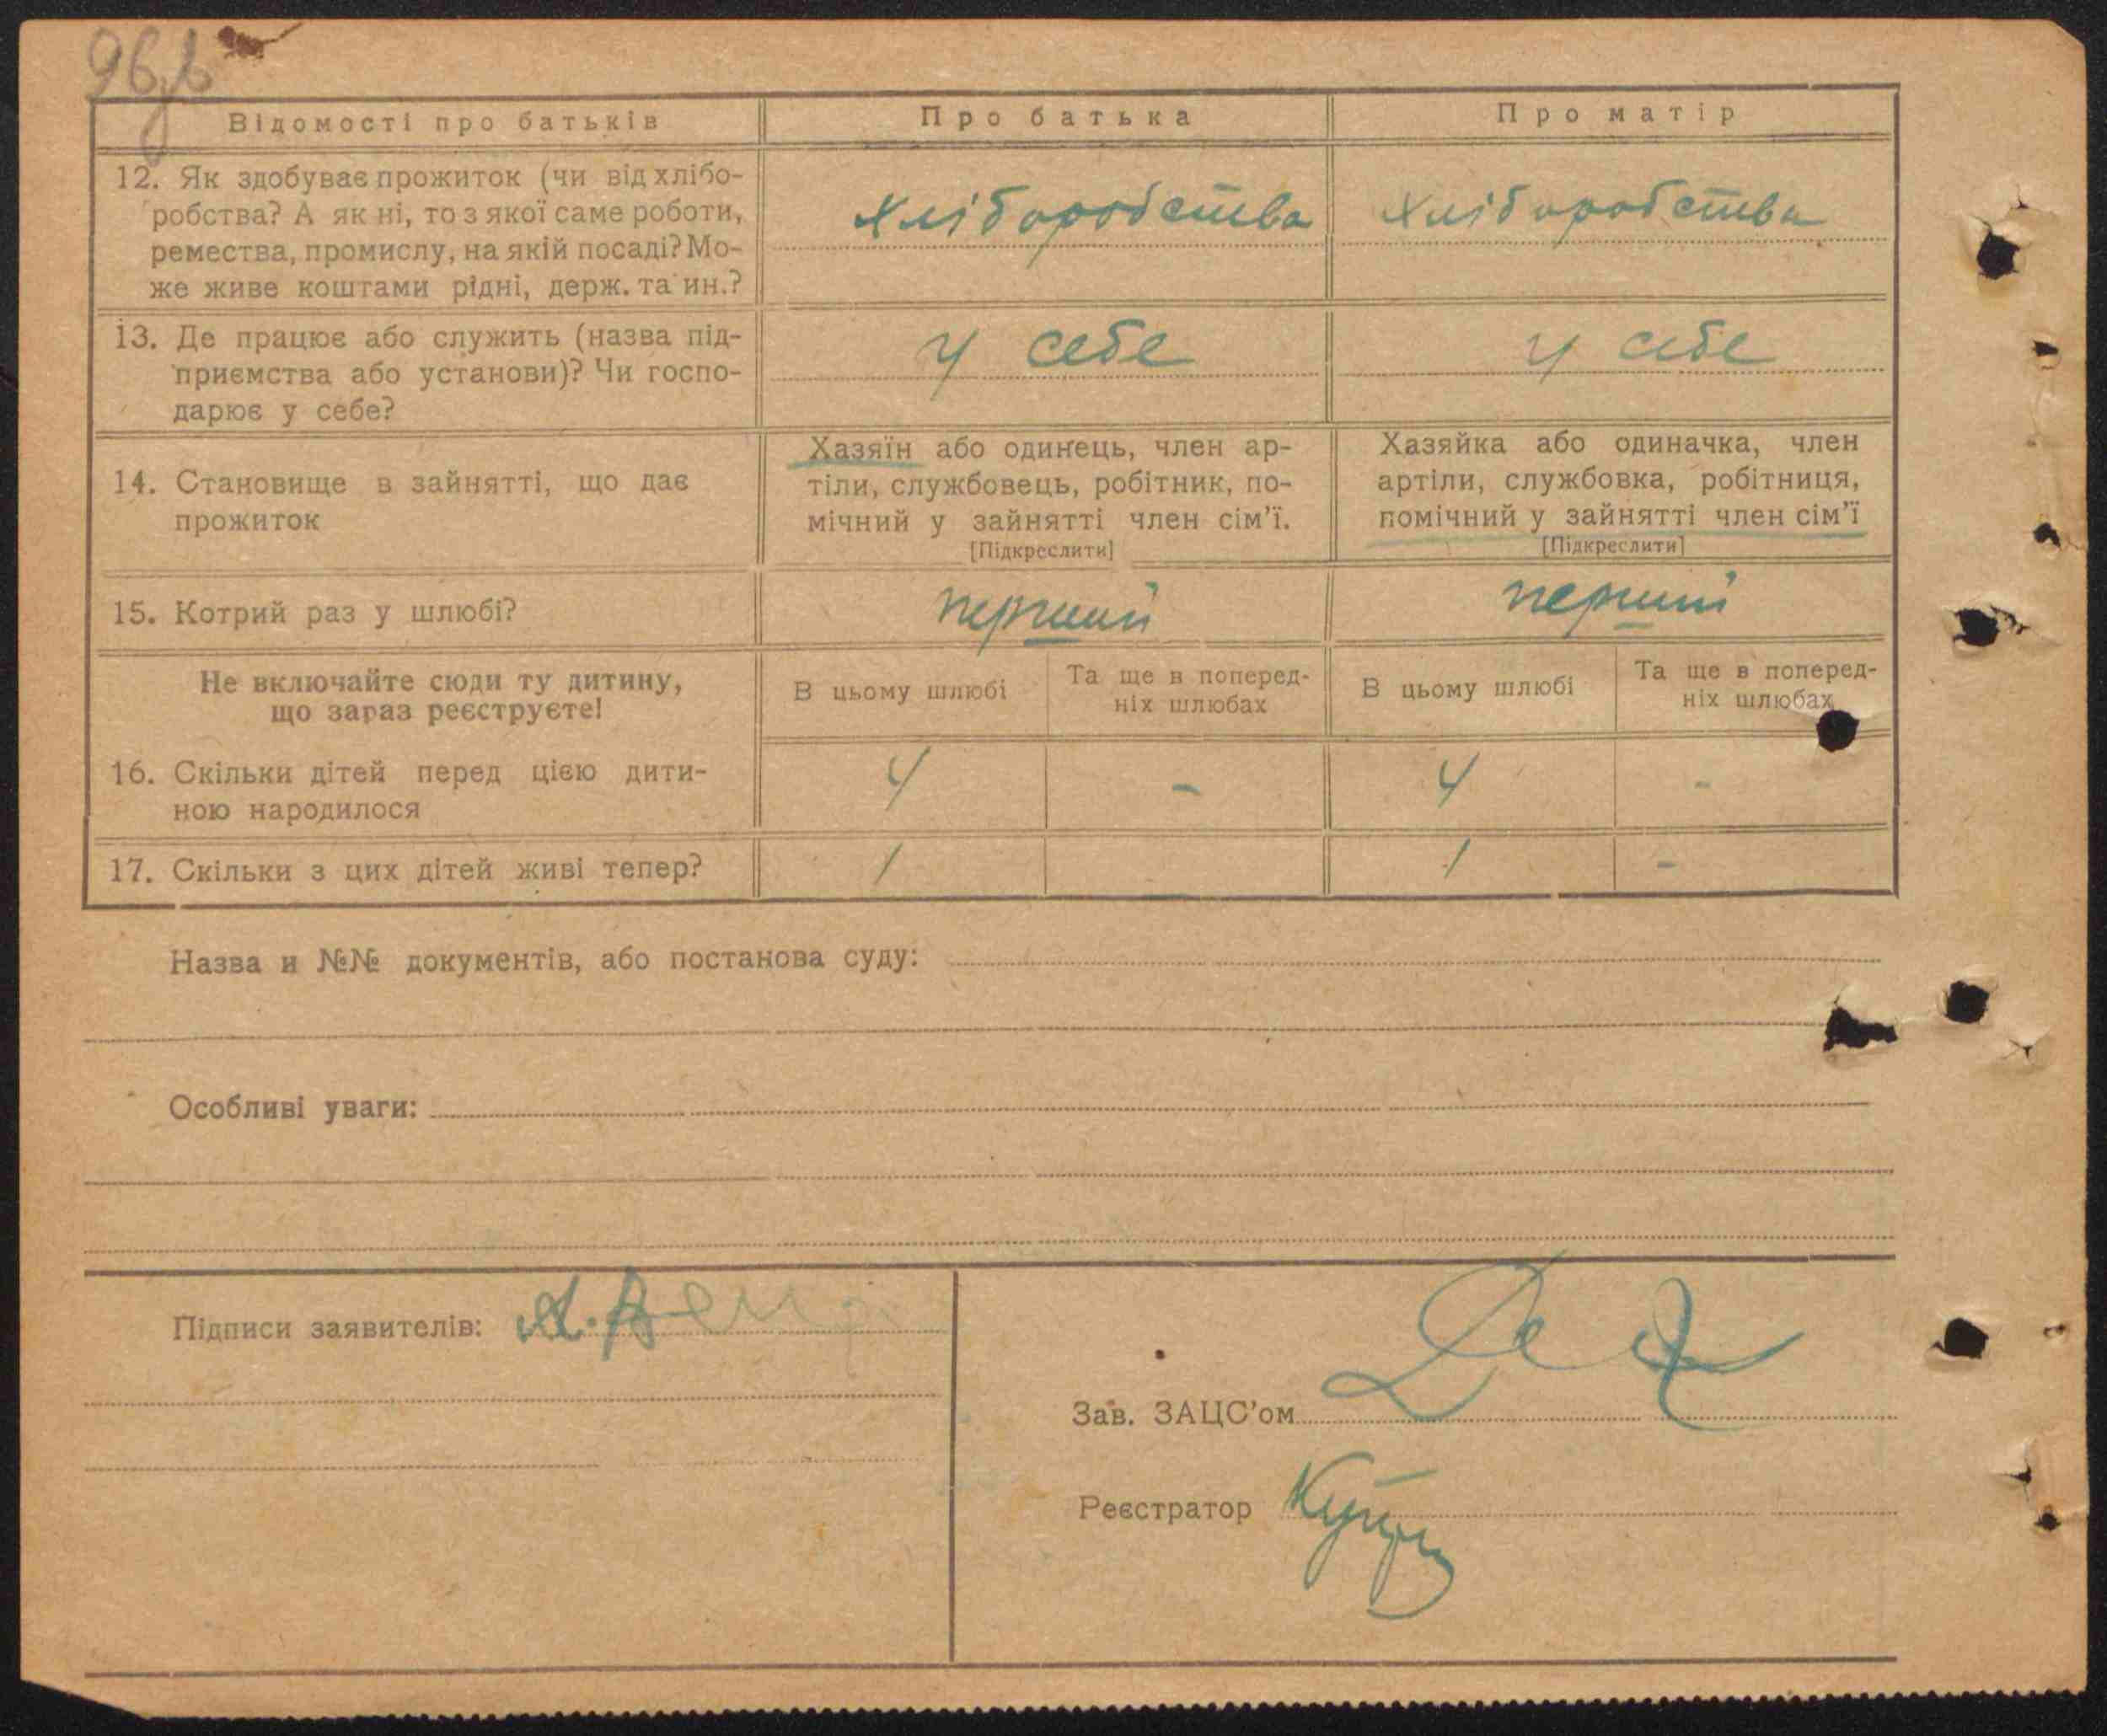 Відомості про батьків
Про батька
Про матір
12. Як здобуває прожиток (чи від хлібо-
робства? А як ні, то з якої саме роботи,
ремества, промислу, на якій посаді? Мо-
же живе коштами рідні, держ. та ин.?
хліборобства
хліборобства
13. Де працює або служить (назва під-
приємства або установи)? Чи госпо-
дарює у себе?
у себе
у себе
14. Становище в зайнятті, що дає
прожиток
Хазяїн або одинець, член ар-
тіли, службовець, робітник, по-
мічний у зайнятті член сім'ї.
[Підкреслити]
Хазяйка або одиначка, член
артіли, службовка, робітниця,
помічний у зайнятті член сім'ї
[Підкреслити]
15. Котрий раз у шлюбі?
перший
перший
Не включайте сюди ту дитину,
що зараз реєструєте!
В цьому шлюбі
Та ще в поперед-
ніх шлюбах
В цьому шлюбі
Та ще в поперед-
ніх шлюбах
16. Скільки дітей перед цією дити-
ною народилося
4
-
4
-
17. Скільки з цих дітей живі тепер?
1
1
-
Назва и №№ документів, або постанова суду:
Особливі уваги:
Підписи заявителів:
Зав. ЗАЦС'ом
Реєстратор